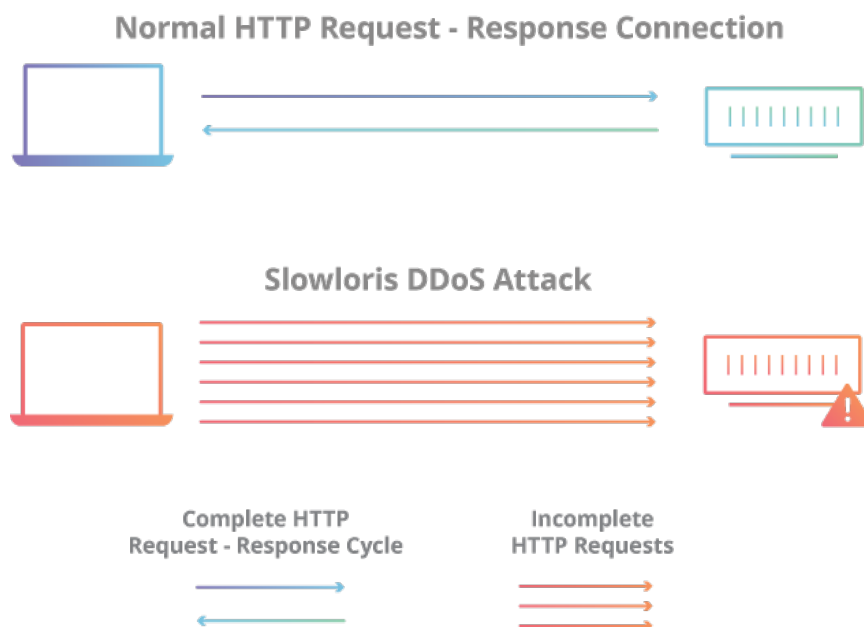 Normal HTTP Request - Response Connection
Slowloris DDoS Attack
Complete HTTP
Request - Response Cycle
Incomplete
HTTP Requests